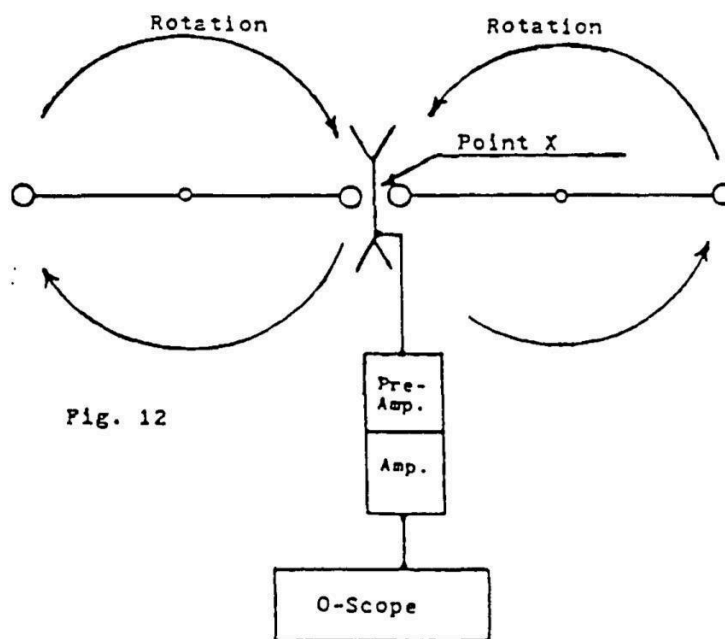 Rotation
Rotation
Point X
Pre-
Amp.
Fig. 12
Amp.
O-Scope